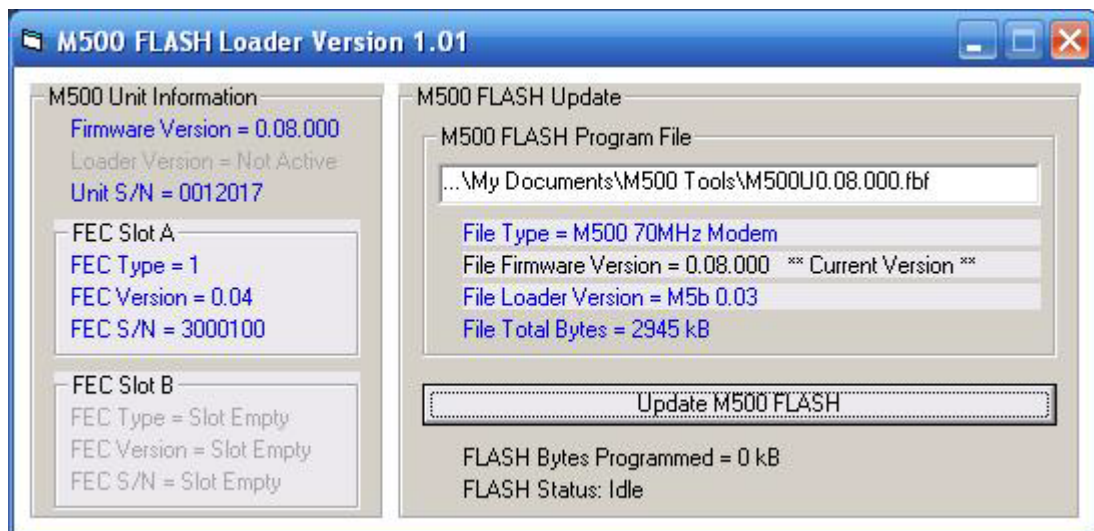 M500 FLASH Loader Version 1.01
M500 Unit Information
Firmware Version = 0.08.000
Loader Version = Not Active
Unit S/N = 0012017
FEC Slot A
FEC Type = 1
FEC Version = 0.04
FEC S/N = 3000100
FEC Slot B
FEC Type = Slot Empty
FEC Version = Slot Empty
FEC S/N = Slot Empty
M500 FLASH Update
M500 FLASH Program File
...\My Documents\M500 Tools\M500U0.08.000.fbf
File Type = M500 70MHz Modem
File Firmware Version = 0.08.000 ** Current Version **
File Loader Version = M5b 0.03
File Total Bytes = 2945 kB
Update M500 FLASH
FLASH Bytes Programmed = 0 kB
FLASH Status: Idle